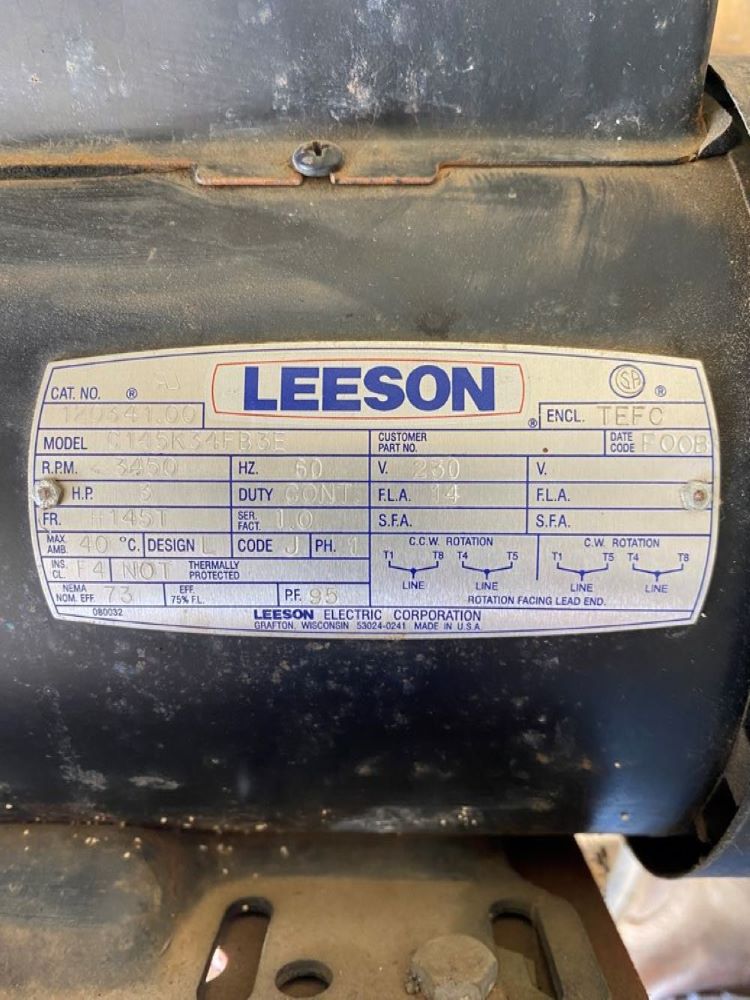 LEESON ®
CAT. NO. ® 120341.00 ENCL. TEFC
MODEL C145K34FB3E CUSTOMER PART NO. DATE CODE F00B
R.P.M. 3450 HZ. 60 V. 230 V.
H.P. 3 DUTY CONT. F.L.A. 14 F.L.A.
FR. SER. FACT. 1.0 S.F.A. S.F.A.
MAX. AMB. 40 °C. DESIGN L CODE J PH. 1 C.C.W. ROTATION C.W. ROTATION
T1 T8 T4 T5 T1 T5 T4 T8
INS. CL. F4 NOT THERMALLY PROTECTED LINE LINE LINE LINE
NEMA NOM. EFF. 73 EFF. 75% F.L. P.F. 95 ROTATION FACING LEAD END.
080032 LEESON ELECTRIC CORPORATION
GRAFTON, WISCONSIN 53024-0241 MADE IN U.S.A.